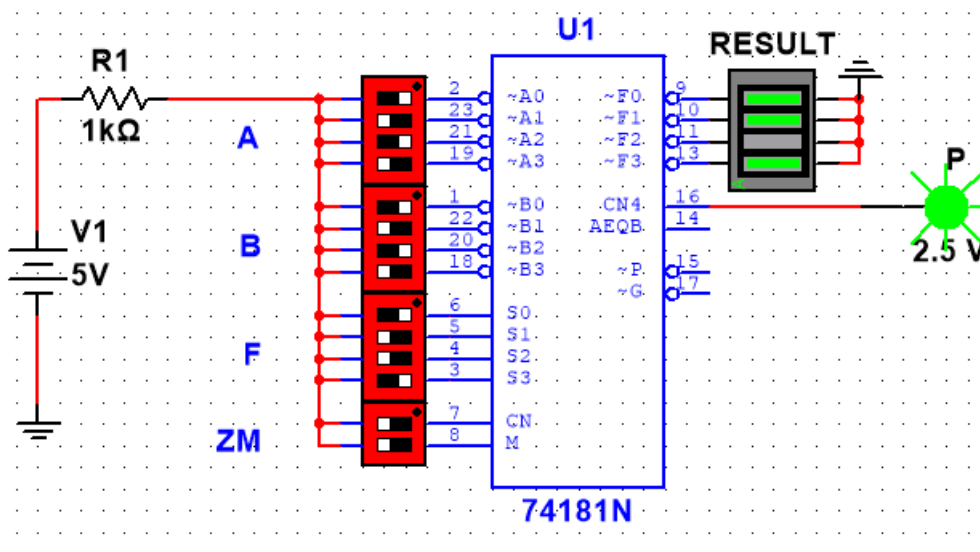 U1
R1
1kΩ
V1
5V
A
B
F
ZM
2 ~A0
23 ~A1
21 ~A2
19 ~A3
1 ~B0
22 ~B1
20 ~B2
18 ~B3
6 S0
5 S1
4 S2
3 S3
7 CN
8 M
~F0 9
~F1 10
~F2 11
~F3 13
CN4 16
AEQB 14
~P 15
~G 17
74181N
RESULT
P
2.5 V